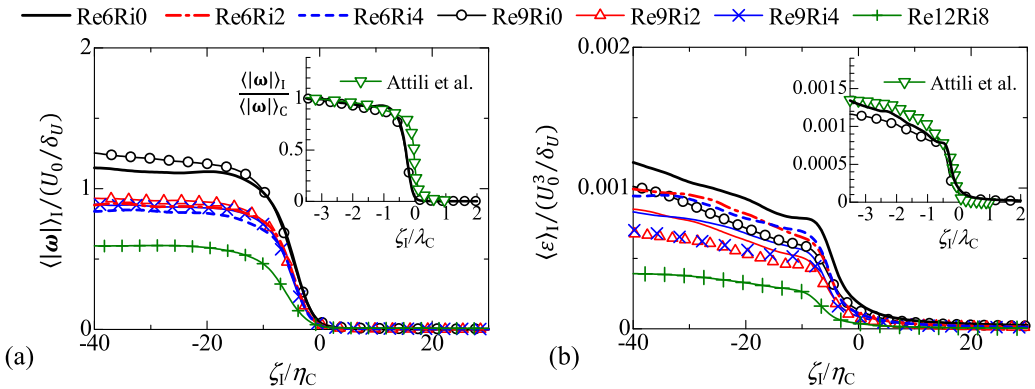 Re6Ri0 Re6Ri2 Re6Ri4 Re9Ri0 Re9Ri2 Re9Ri4 Re12Ri8
2
1
0
⟨|ω|⟩I/(U0/δU)
-40 -20 0 20
ζI/ηC
(a)
⟨|ω|⟩I
⟨|ω|⟩C
Attili et al.
1
0.5
0
-3 -2 -1 0 1 2
ζI/λC
0.002
0.001
0
⟨ε⟩I/(U0^3/δU)
-40 -20 0 20
ζI/ηC
(b)
Attili et al.
0.0015
0.001
0.0005
0
-3 -2 -1 0 1 2
ζI/λC